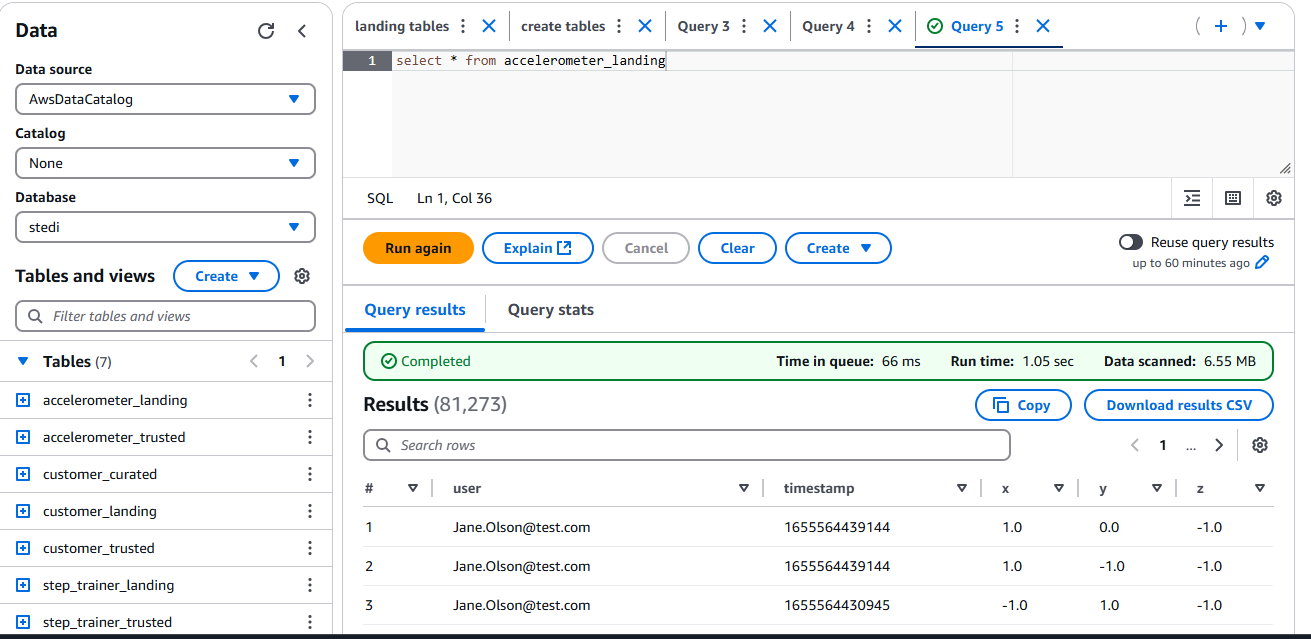 Data
Data source
AwsDataCatalog
Catalog
None
Database
stedi
Tables and views
Create
Filter tables and views
Tables (7)
1
accelerometer_landing
accelerometer_trusted
customer_curated
customer_landing
customer_trusted
step_trainer_landing
step_trainer_trusted
landing tables
create tables
Query 3
Query 4
Query 5
1 select * from accelerometer_landing
SQL Ln 1, Col 36
Run again Explain Cancel Clear Create
Reuse query results
up to 60 minutes ago
Query results Query stats
Completed Time in queue: 66 ms Run time: 1.05 sec Data scanned: 6.55 MB
Results (81,273) Copy Download results CSV
Search rows 1 ...
# user timestamp x y z
1 Jane.Olson@test.com 1655564439144 1.0 0.0 -1.0
2 Jane.Olson@test.com 1655564439144 1.0 -1.0 -1.0
3 Jane.Olson@test.com 1655564430945 -1.0 1.0 -1.0